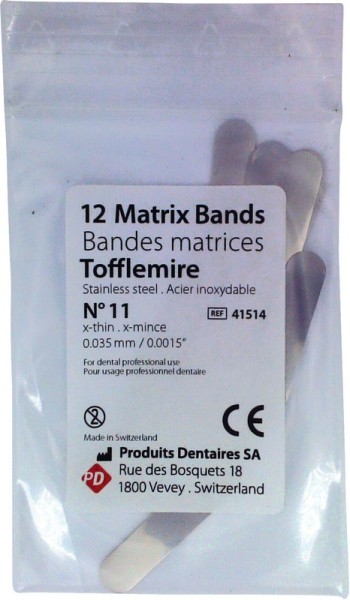 12 Matrix Bands
Bandes matrices
Tofflemire
Stainless steel . Acier inoxydable
N° 11
REF 41514
x-thin . x-mince
0.035 mm / 0.0015"
For dental professional use
Pour usage professionnel dentaire
2
CE
Made in Switzerland
PD
Produits Dentaires SA
Rue des Bosquets 18
1800 Vevey . Switzerland